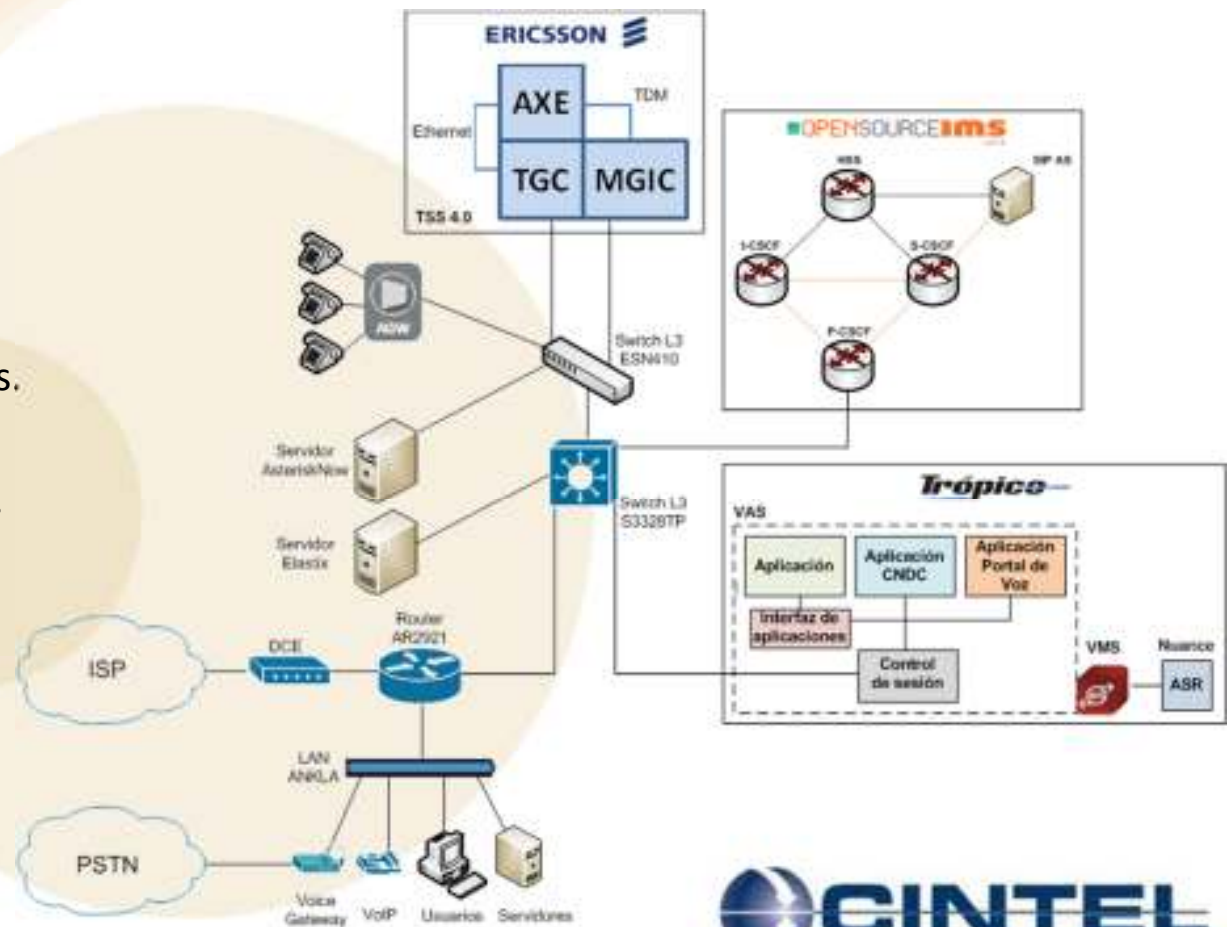 ERICSSON
AXE
TDM
Ethernet
TGC
MGIC
TSS 4.0
OPENSOURCE IMS
HSS
SIP AS
I-CSCF
S-CSCF
P-CSCF
AGW
Switch L3
ESN410
s.
Servidor
AsteriskNow
Switch L3
S3328TP
Servidor
Elastix
Trópico
VAS
Aplicación
Aplicación
CNDC
Aplicación
Portal de
Voz
Interfaz de
aplicaciones
Control
de sesión
VMS
Nuance
ASR
Router
AR2921
DCE
ISP
LAN
ANKLA
PSTN
Voice
Gateway
VoIP
Usuarios
Servidores
CINTEL